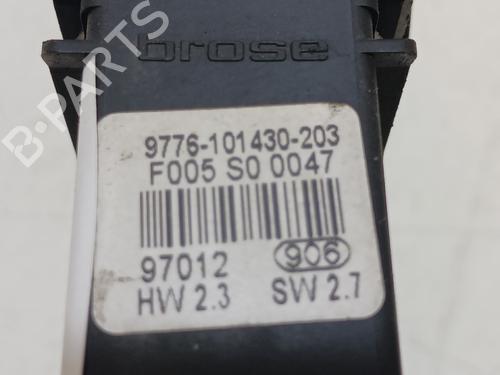 brose
B-PARTS
9776-101430-203
F005 S0 0047
97012 906
HW 2.3 SW 2.7